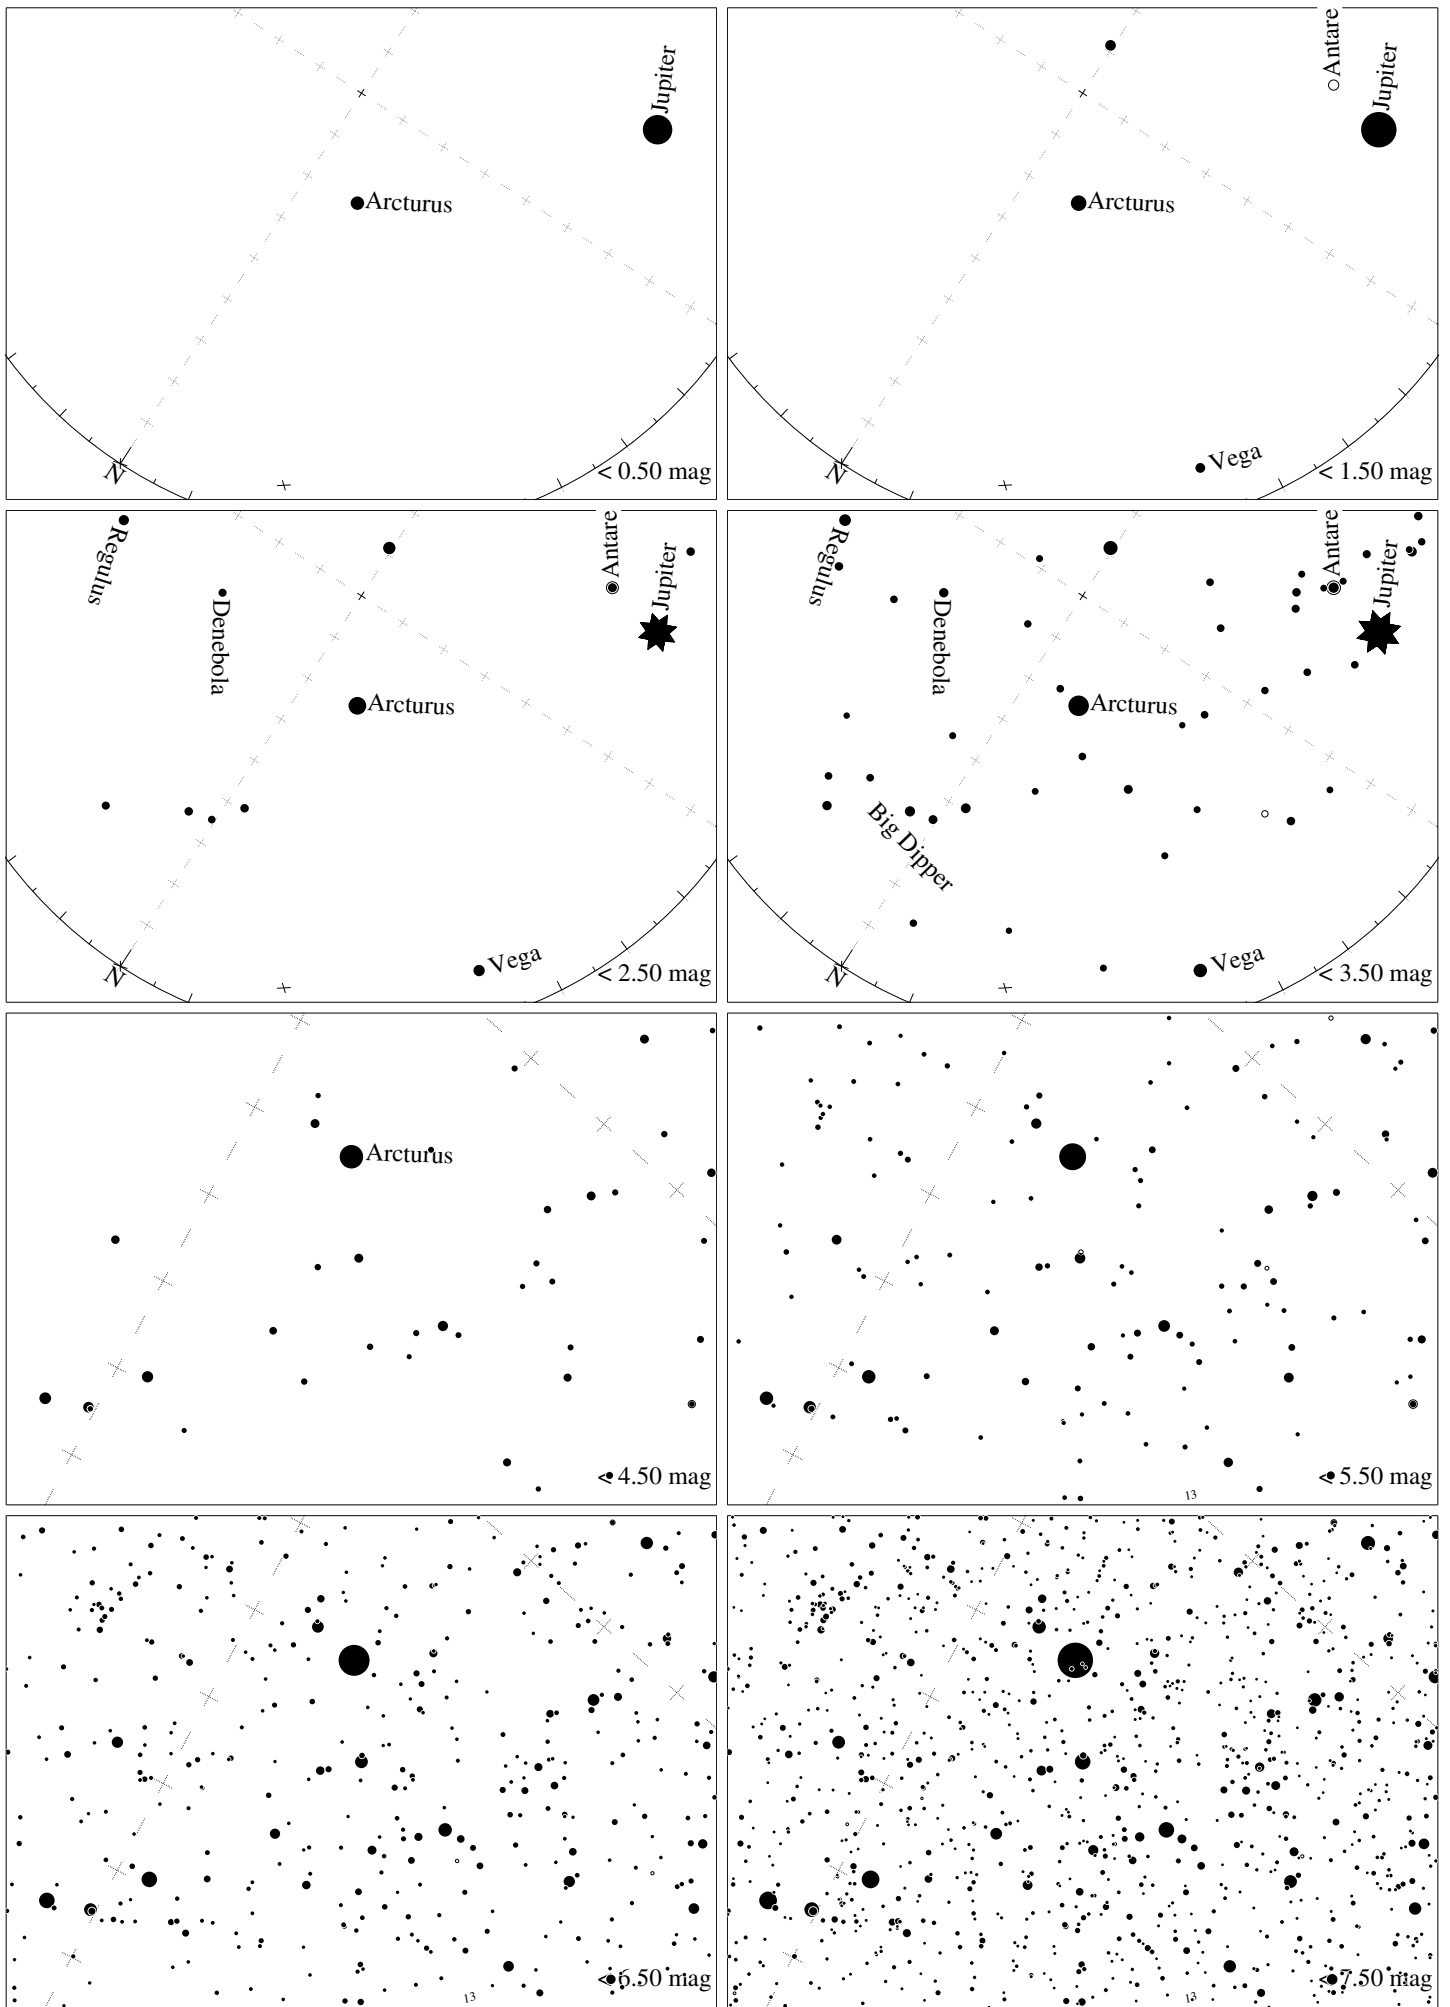 Jupiter
Arcturus
N
< 0.50 mag
Antare
Jupiter
Arcturus
Vega
N
< 1.50 mag
Regulus
Denebola
Antare
Jupiter
Arcturus
Vega
N
< 2.50 mag
Regulus
Denebola
Antare
Jupiter
Arcturus
Big Dipper
Vega
N
< 3.50 mag
Arcturus
< 4.50 mag
13
< 5.50 mag
13
< 6.50 mag
13
< 7.50 mag